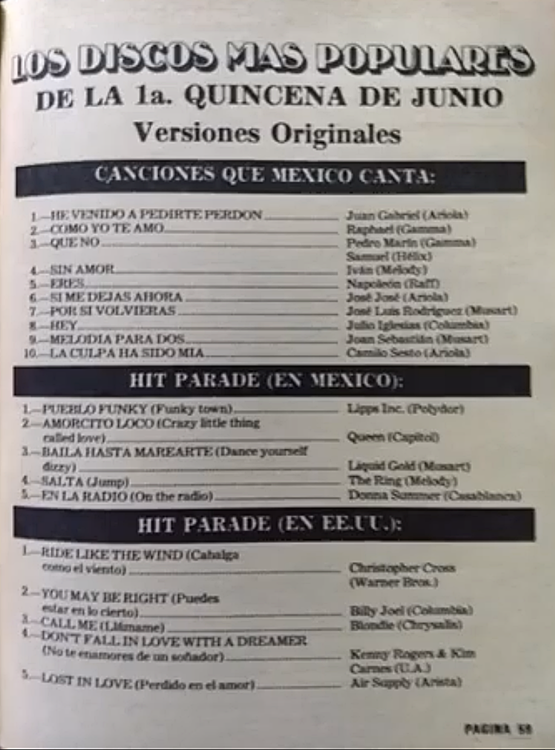 LOS DISCOS MAS POPULARES
DE LA 1a. QUINCENA DE JUNIO
Versiones Originales
CANCIONES QUE MEXICO CANTA:
1.—HE VENIDO A PEDIRTE PERDON Juan Gabriel (Ariola)
2.—COMO YO TE AMO Raphael (Gamma)
3.—QUE NO Pedro Marín (Gamma)
Samuel (Hélix)
4.—SIN AMOR Iván (Melody)
5.—ERES Napoleón (Raff)
6.—SI ME DEJAS AHORA José José (Ariola)
7.—POR SI VOLVIERAS José Luis Rodríguez (Musart)
8.—HEY Julio Iglesias (Columbia)
9.—MELODIA PARA DOS Joan Sebastián (Musart)
10.—LA CULPA HA SIDO MIA Camilo Sesto (Ariola)
HIT PARADE (EN MEXICO):
1.—PUEBLO FUNKY (Funky town) Lipps Inc. (Polydor)
2.—AMORCITO LOCO (Crazy little thing
called love) Queen (Capitol)
3.—BAILA HASTA MAREARTE (Dance yourself
dizzy) Liquid Gold (Musart)
4.—SALTA (Jump) The Ring (Melody)
5.—EN LA RADIO (On the radio) Donna Summer (Casablanca)
HIT PARADE (EN EE.UU.):
1.—RIDE LIKE THE WIND (Cabalga
como el viento) Christopher Cross
(Warner Bros.)
2.—YOU MAY BE RIGHT (Puedes
estar en lo cierto) Billy Joel (Columbia)
3.—CALL ME (Llámame) Blondie (Chrysalis)
4.—DON'T FALL IN LOVE WITH A DREAMER
(No te enamores de un soñador) Kenny Rogers & Kim
Carnes (U.A.)
5.—LOST IN LOVE (Perdido en el amor) Air Supply (Arista)
PAGINA